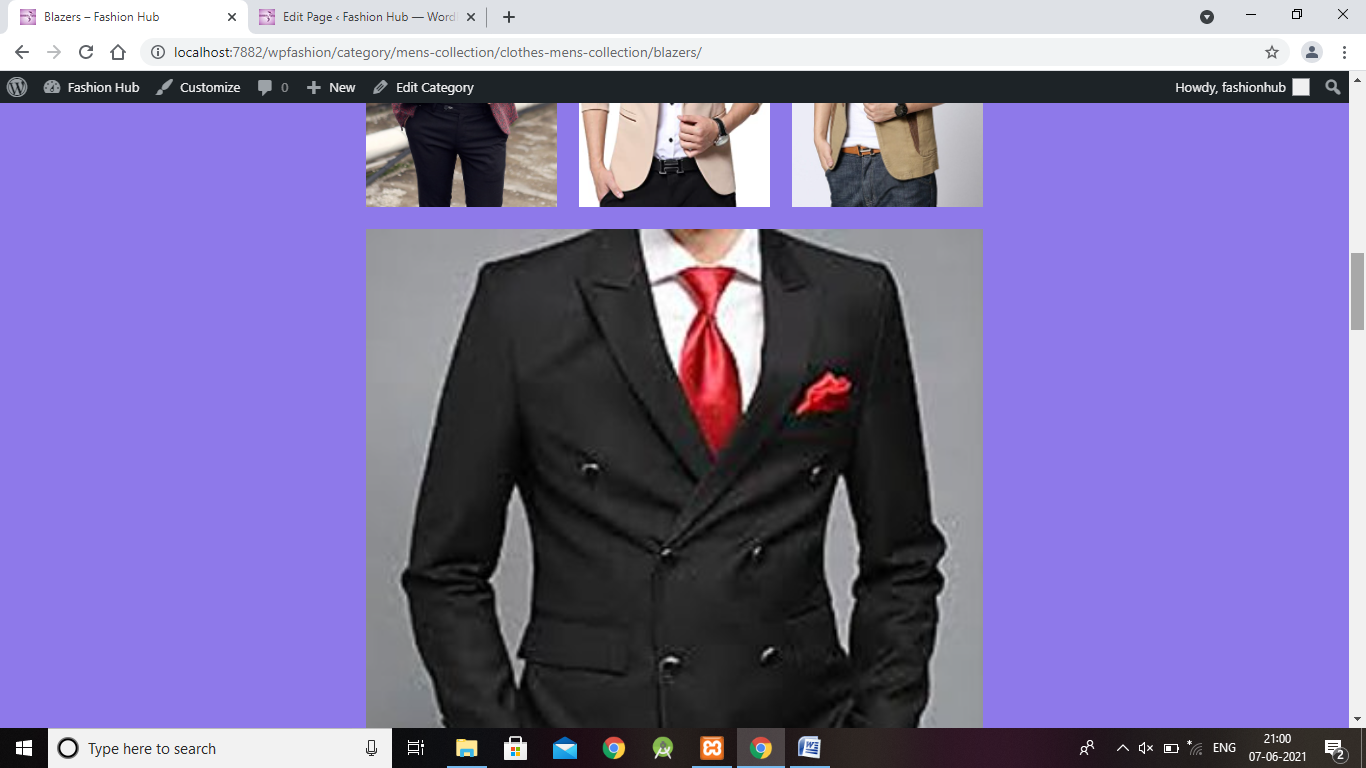 Blazers – Fashion Hub
Edit Page ‹ Fashion Hub — Word
localhost:7882/wpfashion/category/mens-collection/clothes-mens-collection/blazers/
Fashion Hub
Customize
0
New
Edit Category
Howdy, fashionhub
Type here to search
ENG
21:00
07-06-2021
2